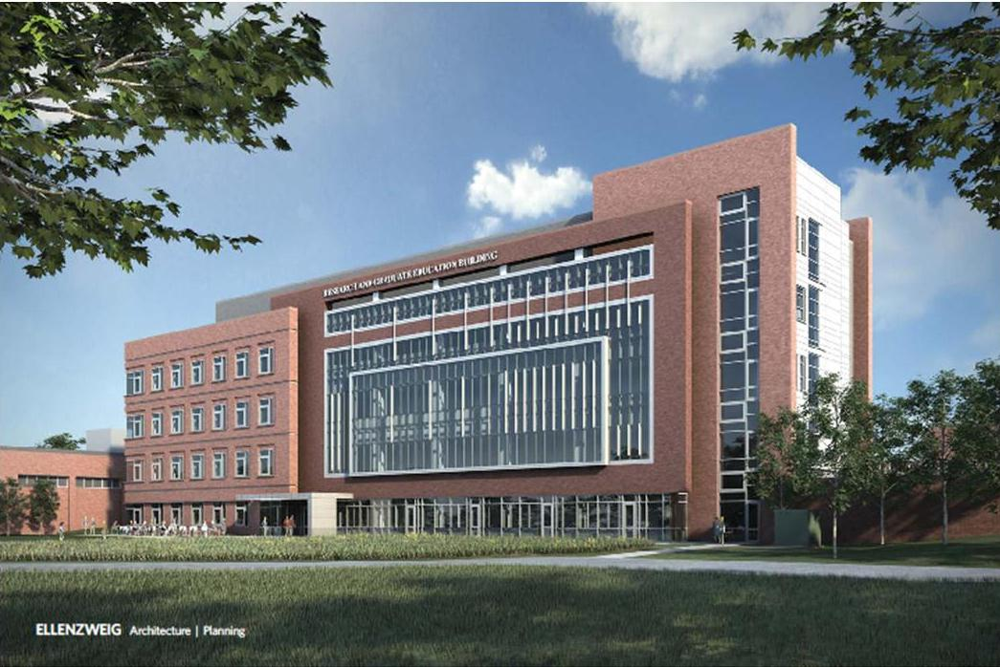 RESEARCH AND GRADUATE EDUCATION BUILDING
ELLENZWEIG Architecture | Planning